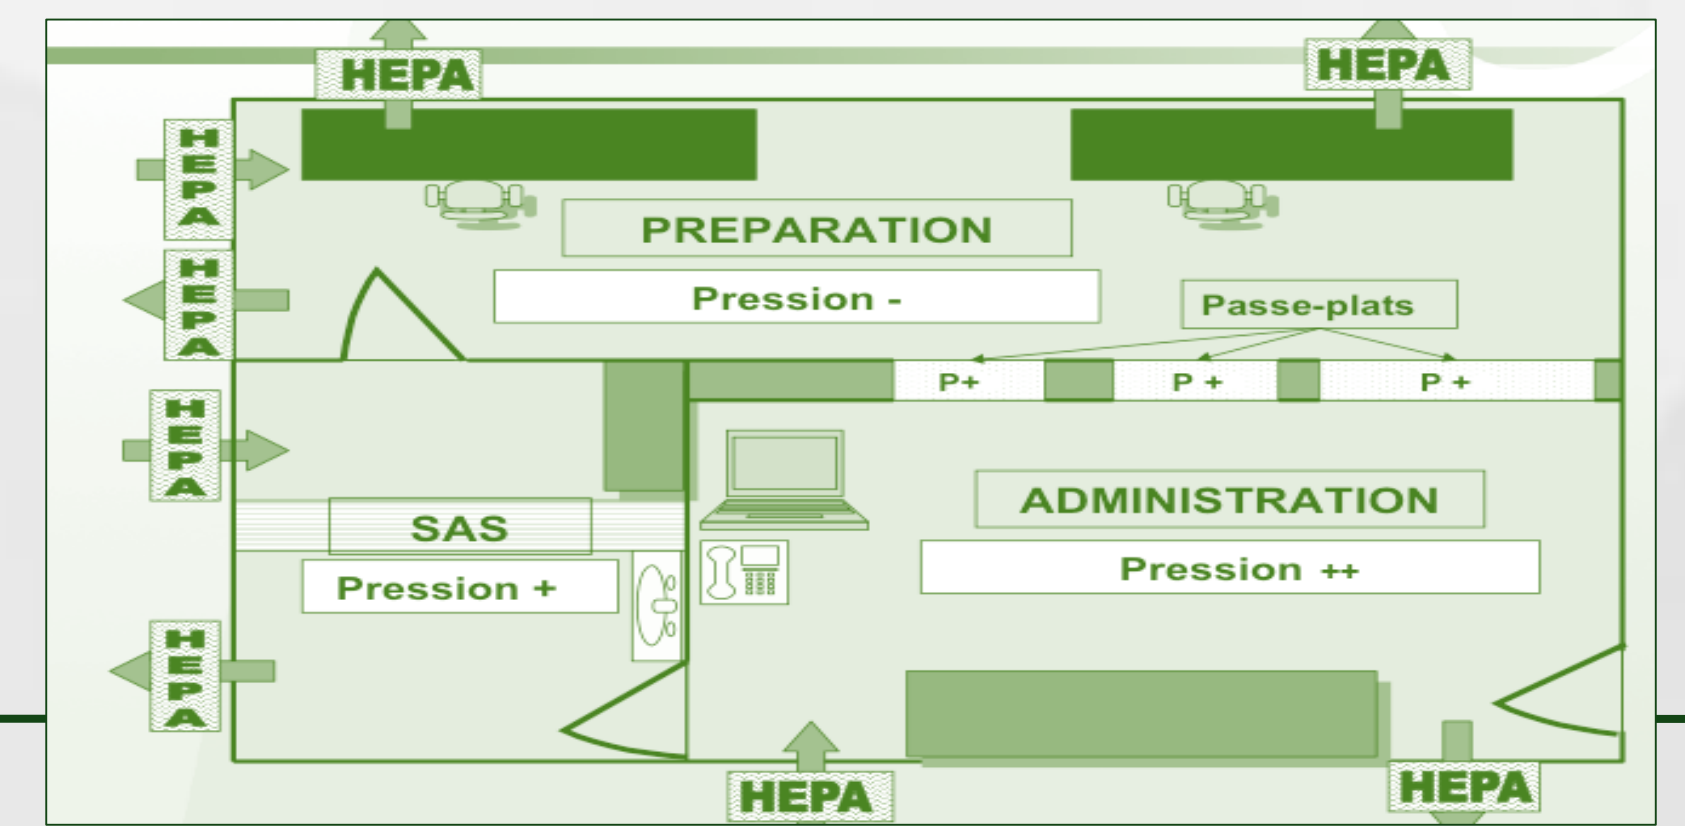 HEPA
HEPA
HEPA
PREPARATION
HEPA
Pression -
Passe-plats
P+
P +
P +
HEPA
ADMINISTRATION
SAS
Pression ++
Pression +
HEPA
HEPA
HEPA